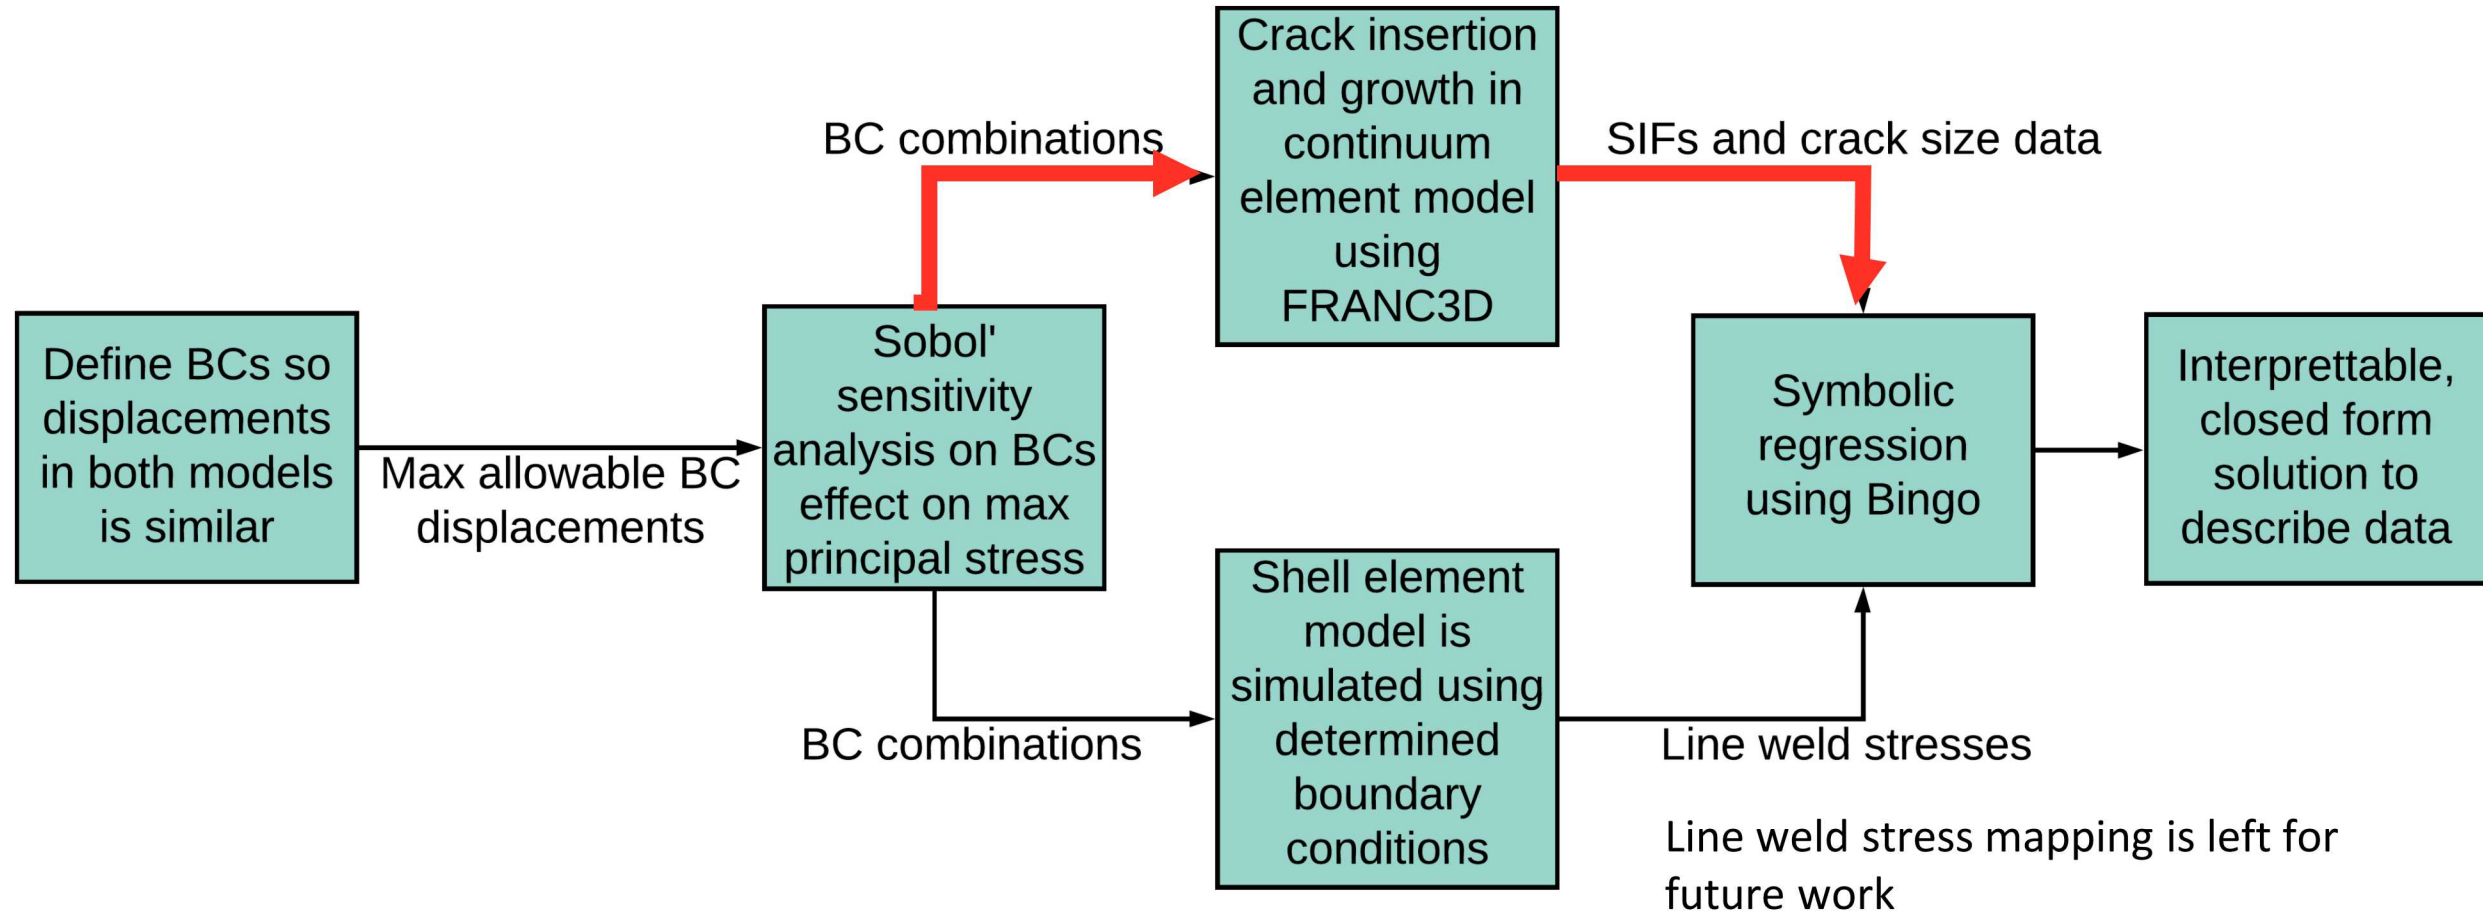 Define BCs so
displacements
in both models
is similar
Max allowable BC
displacements
Sobol'
sensitivity
analysis on BCs
effect on max
principal stress
BC combinations
Crack insertion
and growth in
continuum
element model
using
FRANC3D
SIFs and crack size data
BC combinations
Shell element
model is
simulated using
determined
boundary
conditions
Line weld stresses
Line weld stress mapping is left for
future work
Symbolic
regression
using Bingo
Interprettable,
closed form
solution to
describe data